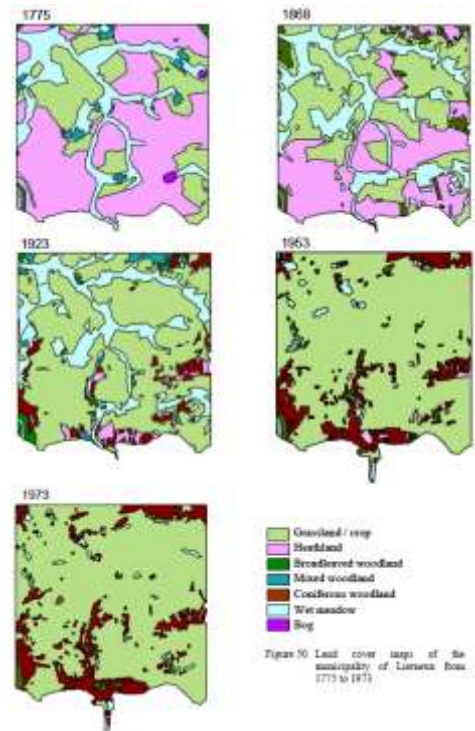 1775
1868
1923
1953
1973
Grassland / crop
Heathland
Broadleaved woodland
Mixed woodland
Coniferous woodland
Wet meadow
Bog
Figure 50 Land cover maps of the
municipality of Lierneux from
1775 to 1973